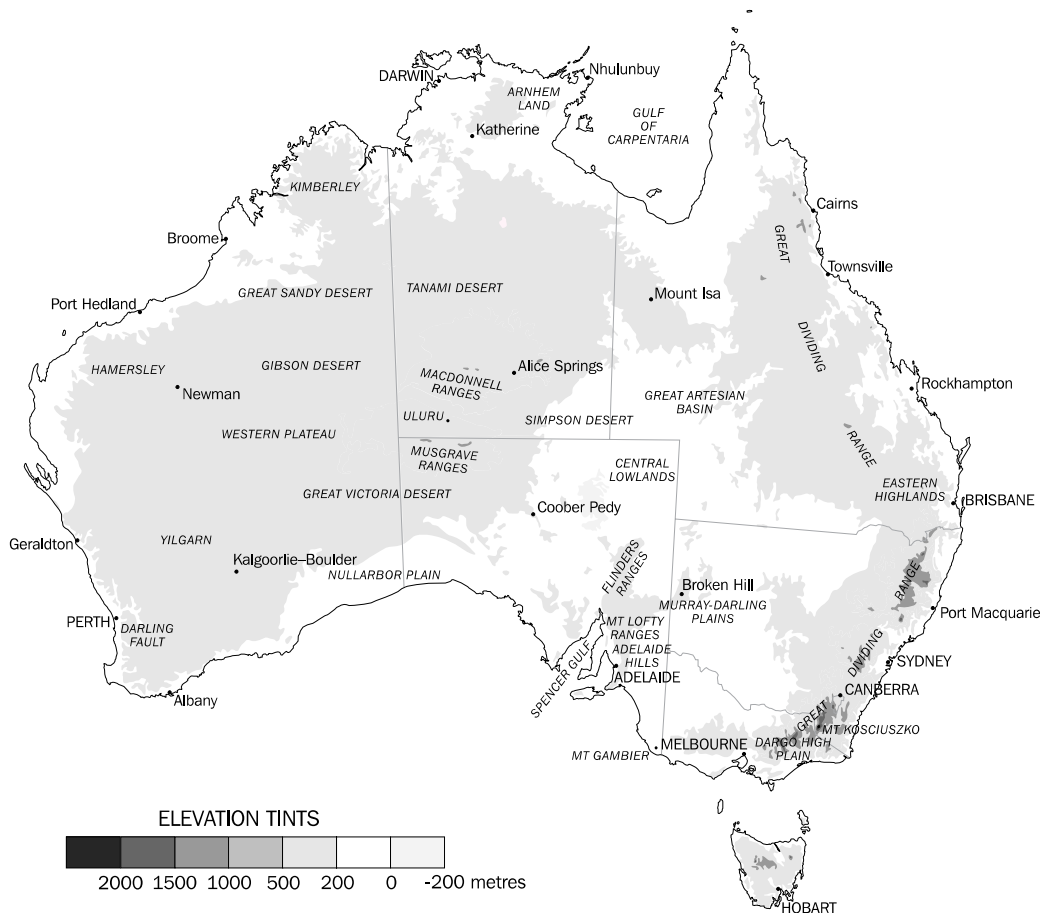 DARWIN
Nhulunbuy
ARNHEM
LAND
GULF
OF
CARPENTARIA
Katherine
KIMBERLEY
Cairns
Broome
GREAT
Townsville
GREAT SANDY DESERT
TANAMI DESERT
Mount Isa
Port Hedland
DIVIDING
HAMERSLEY
GIBSON DESERT
Alice Springs
MACDONNELL
RANGES
Newman
Rockhampton
GREAT ARTESIAN
BASIN
ULURU
SIMPSON DESERT
WESTERN PLATEAU
RANGE
MUSGRAVE
RANGES
CENTRAL
LOWLANDS
EASTERN
HIGHLANDS
BRISBANE
GREAT VICTORIA DESERT
Coober Pedy
Geraldton
YILGARN
Kalgoorlie–Boulder
NULLARBOR PLAIN
FLINDERS
RANGES
Broken Hill
MURRAY-DARLING
PLAINS
RANGE
Port Macquarie
PERTH
DARLING
FAULT
MT LOFTY
RANGES
ADELAIDE
HILLS
ADELAIDE
SPENCER GULF
DIVIDING
SYDNEY
CANBERRA
Albany
GREAT
MT KOSCIUSZKO
MT GAMBIER
MELBOURNE
DARGO HIGH
PLAIN
ELEVATION TINTS
2000 1500 1000 500 200 0 -200 metres
HOBART